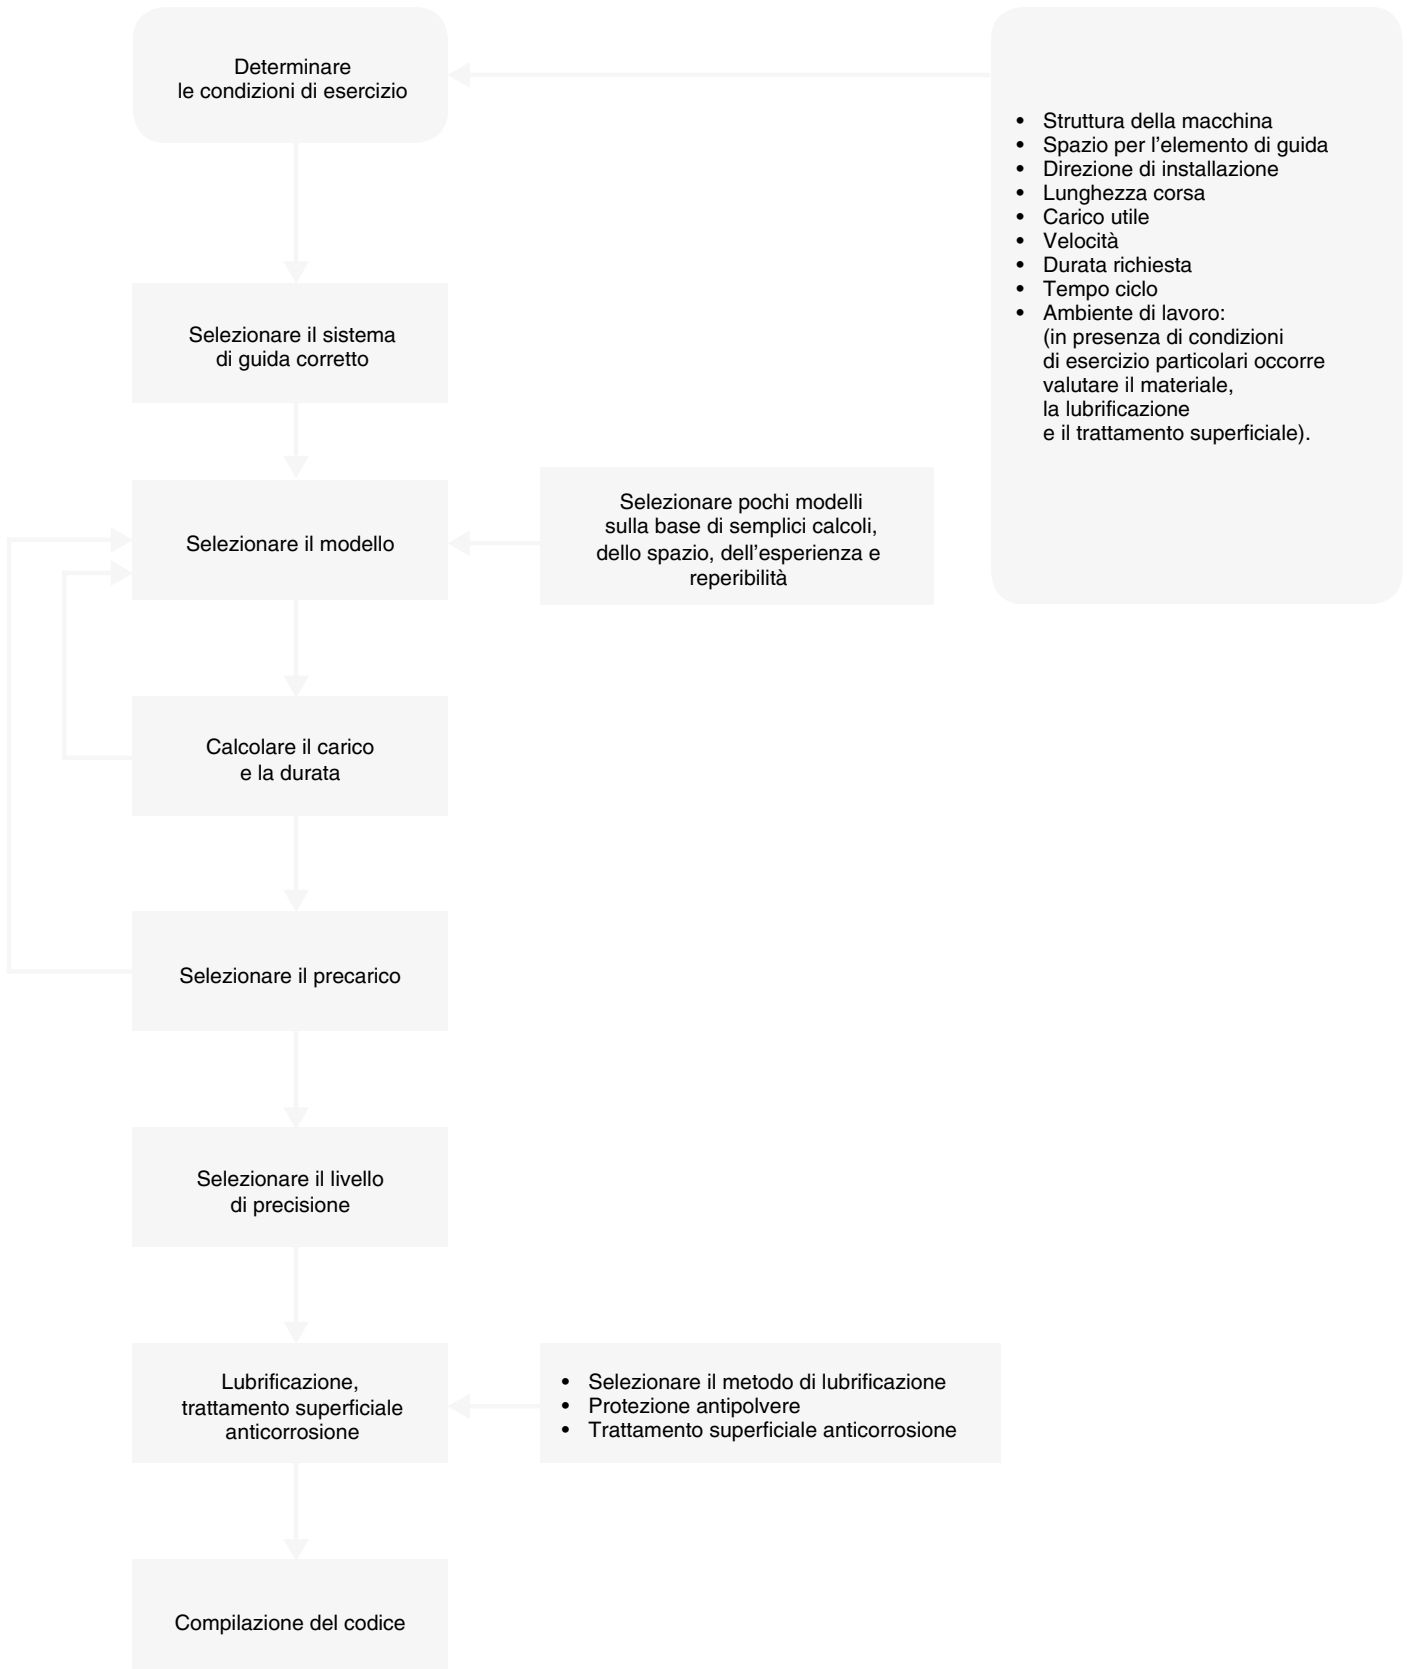 Determinare
le condizioni di esercizio
• Struttura della macchina
• Spazio per l'elemento di guida
• Direzione di installazione
• Lunghezza corsa
• Carico utile
• Velocità
• Durata richiesta
• Tempo ciclo
• Ambiente di lavoro:
(in presenza di condizioni
di esercizio particolari occorre
valutare il materiale,
la lubrificazione
e il trattamento superficiale).
Selezionare il sistema
di guida corretto
Selezionare il modello
Selezionare pochi modelli
sulla base di semplici calcoli,
dello spazio, dell'esperienza e
reperibilità
Calcolare il carico
e la durata
Selezionare il precarico
Selezionare il livello
di precisione
Lubrificazione,
trattamento superficiale
anticorrosione
• Selezionare il metodo di lubrificazione
• Protezione antipolvere
• Trattamento superficiale anticorrosione
Compilazione del codice